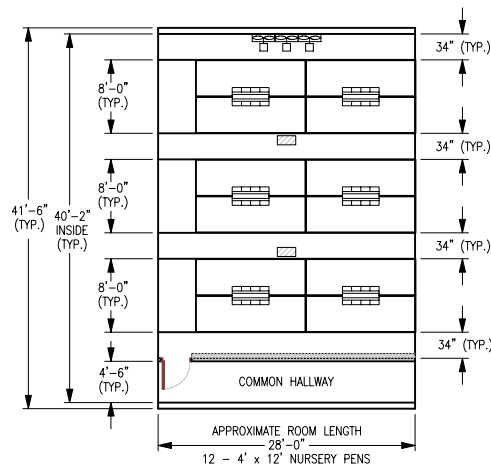 34" (TYP.)
8'-0"
(TYP.)
34" (TYP.)
8'-0"
(TYP.)
41'-6"
(TYP.)
40'-2"
INSIDE
(TYP.)
34" (TYP.)
8'-0"
(TYP.)
34" (TYP.)
4'-6"
(TYP.)
COMMON HALLWAY
APPROXIMATE ROOM LENGTH
28'-0"
12 - 4' x 12' NURSERY PENS